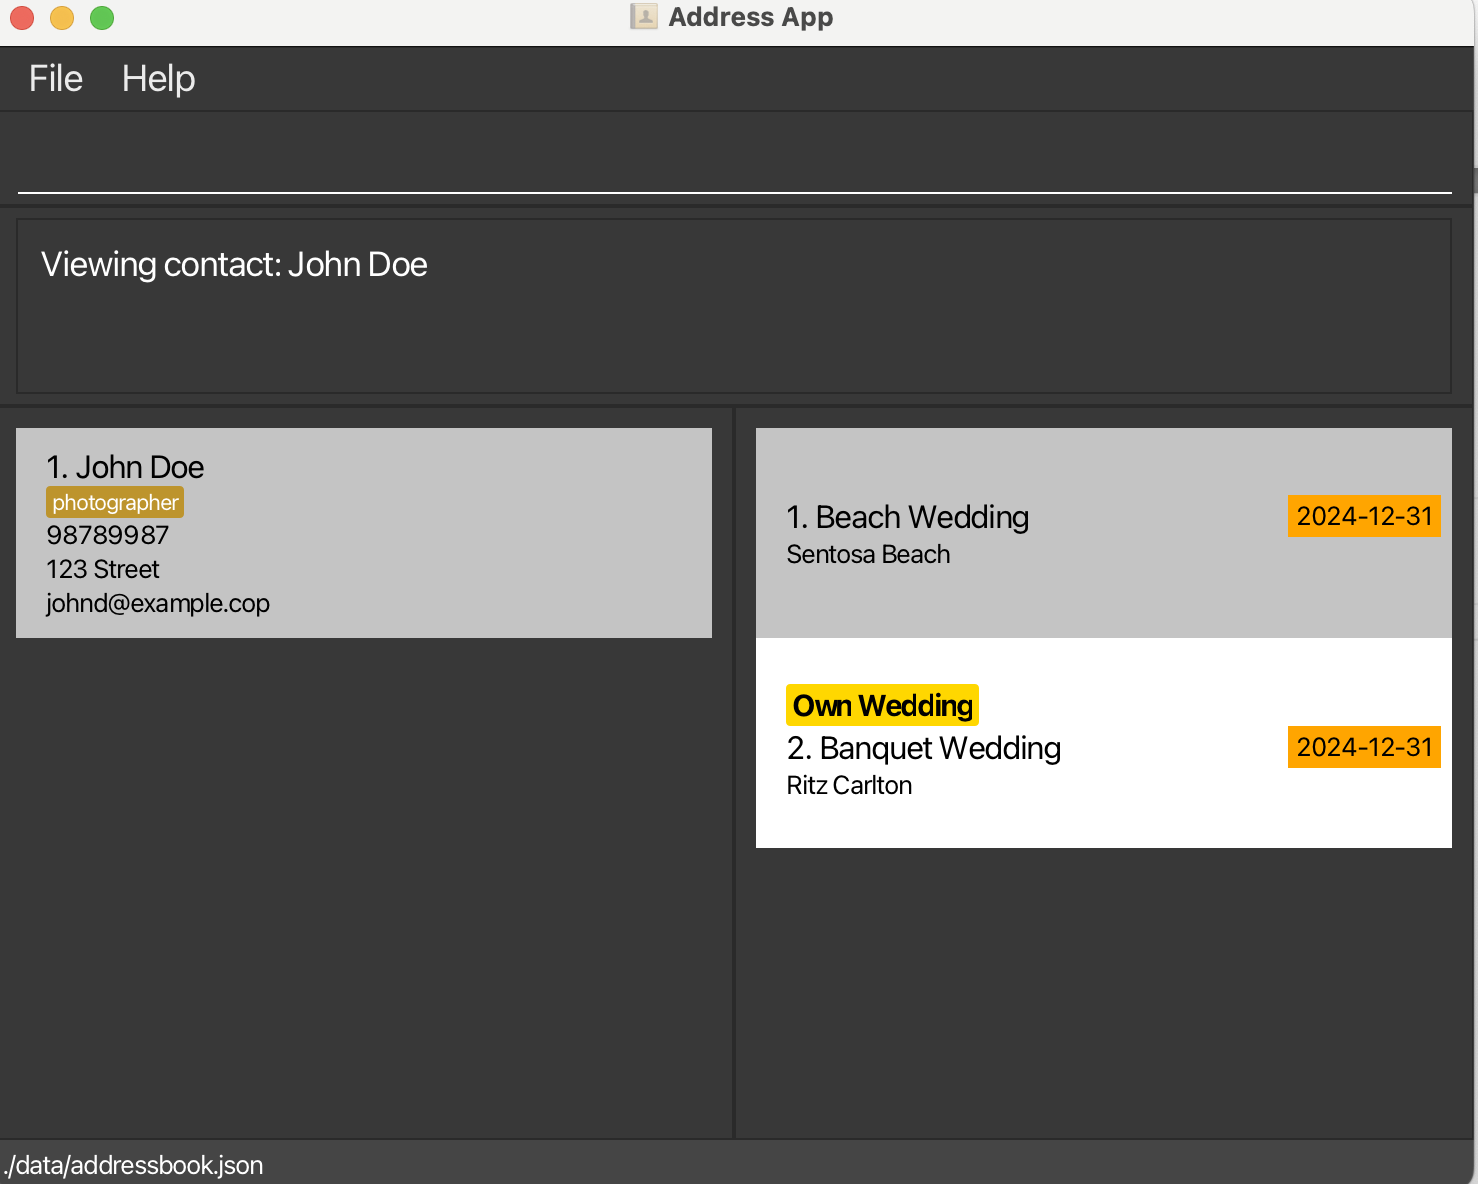 Address App
File Help
Viewing contact: John Doe
1. John Doe
photographer
98789987
123 Street
johnd@example.cop
1. Beach Wedding
2024-12-31
Sentosa Beach
Own Wedding
2. Banquet Wedding
2024-12-31
Ritz Carlton
./data/addressbook.json